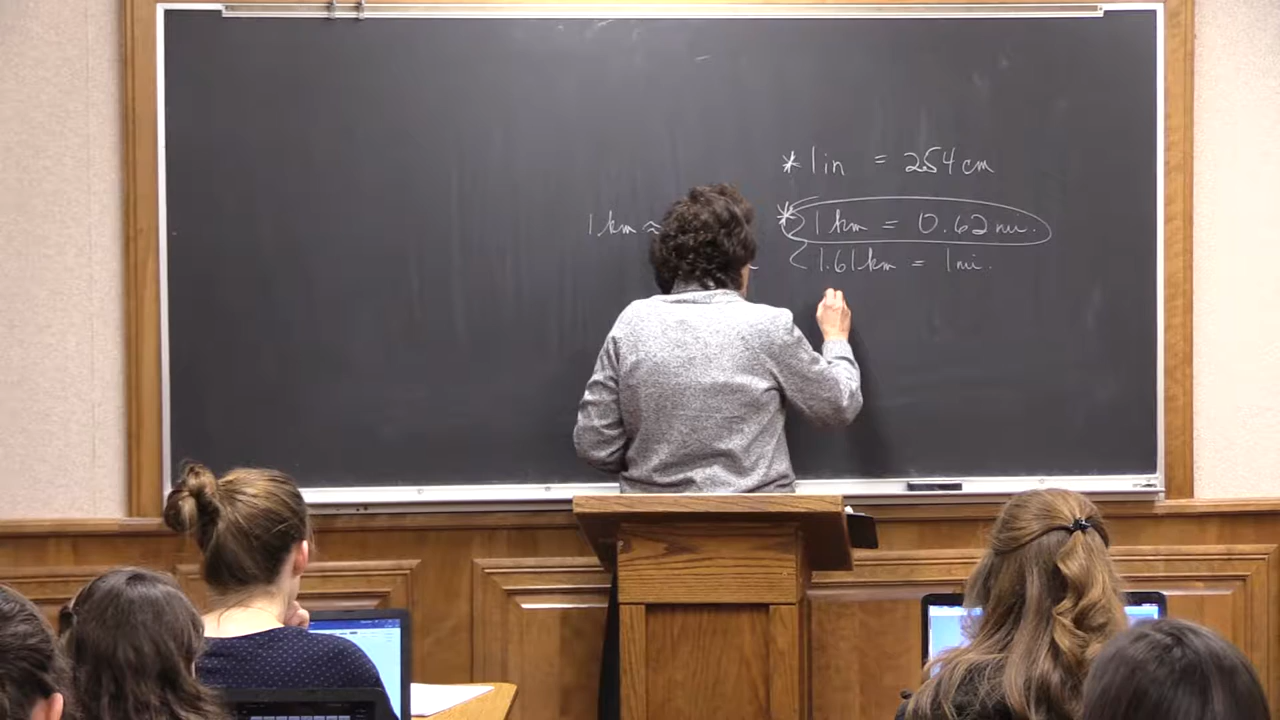 * 1 in = 2.54 cm
1 km ≈
* 1 km = 0.62 mi.
1.61 km = 1 mi.